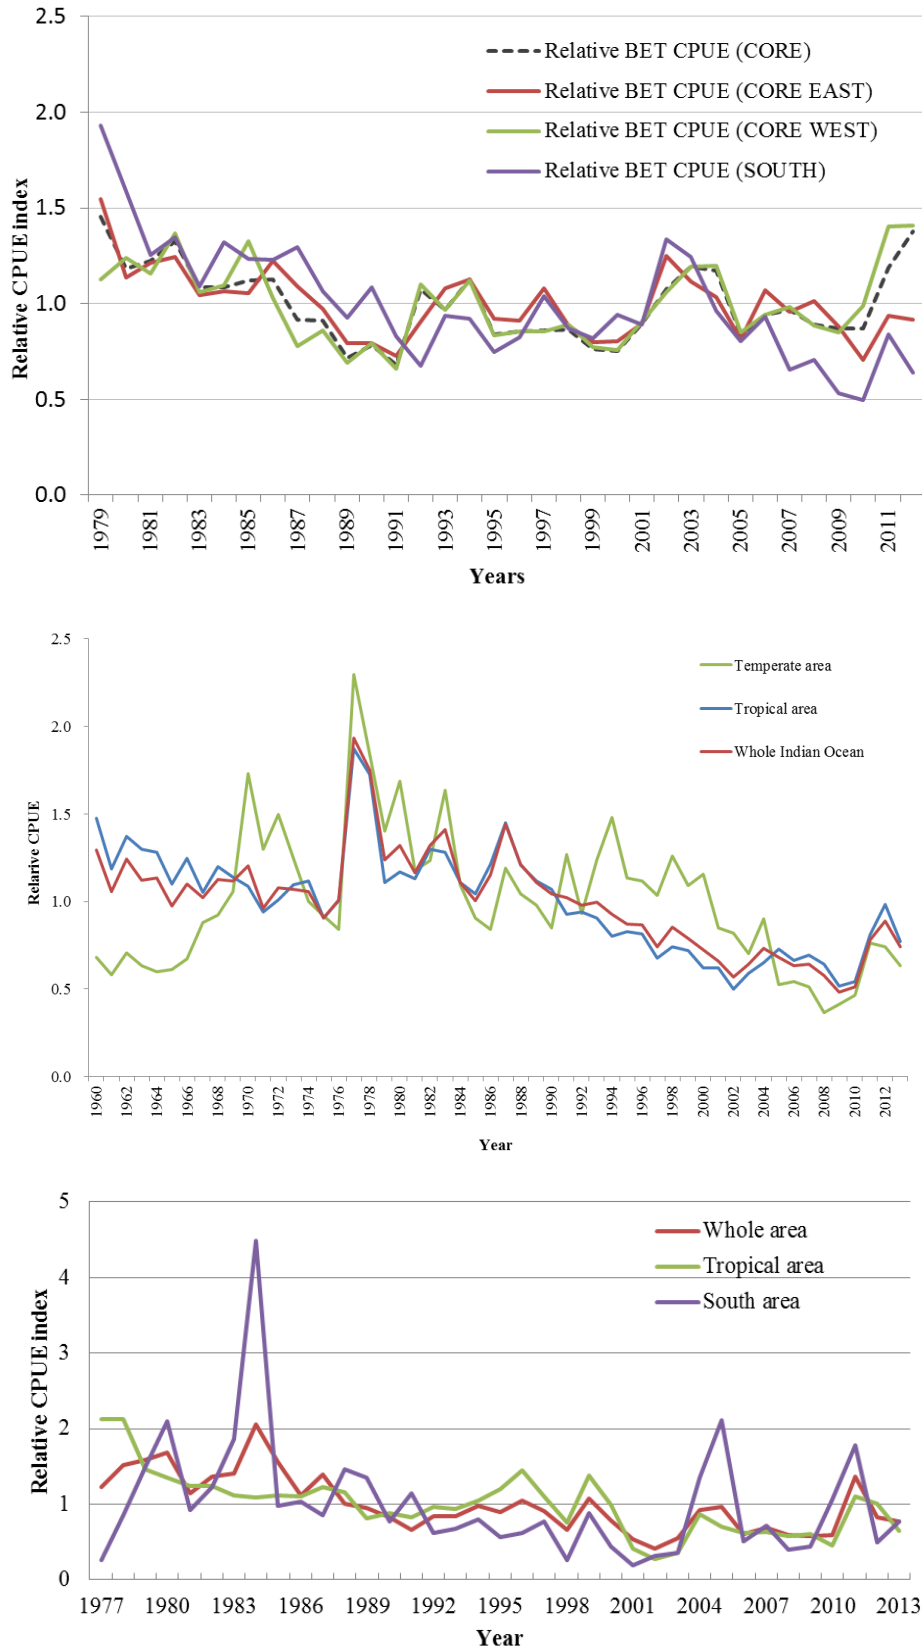 2.5
2.0
1.5
1.0
0.5
0.0
Relative CPUE index
Relative BET CPUE (CORE)
Relative BET CPUE (CORE EAST)
Relative BET CPUE (CORE WEST)
Relative BET CPUE (SOUTH)
1979 1981 1983 1985 1987 1989 1991 1993 1995 1997 1999 2001 2003 2005 2007 2009 2011
Years
2.5
2.0
1.5
1.0
0.5
0.0
Relarive CPUE
Temperate area
Tropical area
Whole Indian Ocean
1960 1962 1964 1966 1968 1970 1972 1974 1976 1978 1980 1982 1984 1986 1988 1990 1992 1994 1996 1998 2000 2002 2004 2006 2008 2010 2012
Year
5
4
3
2
1
0
Relative CPUE index
Whole area
Tropical area
South area
1977 1980 1983 1986 1989 1992 1995 1998 2001 2004 2007 2010 2013
Year